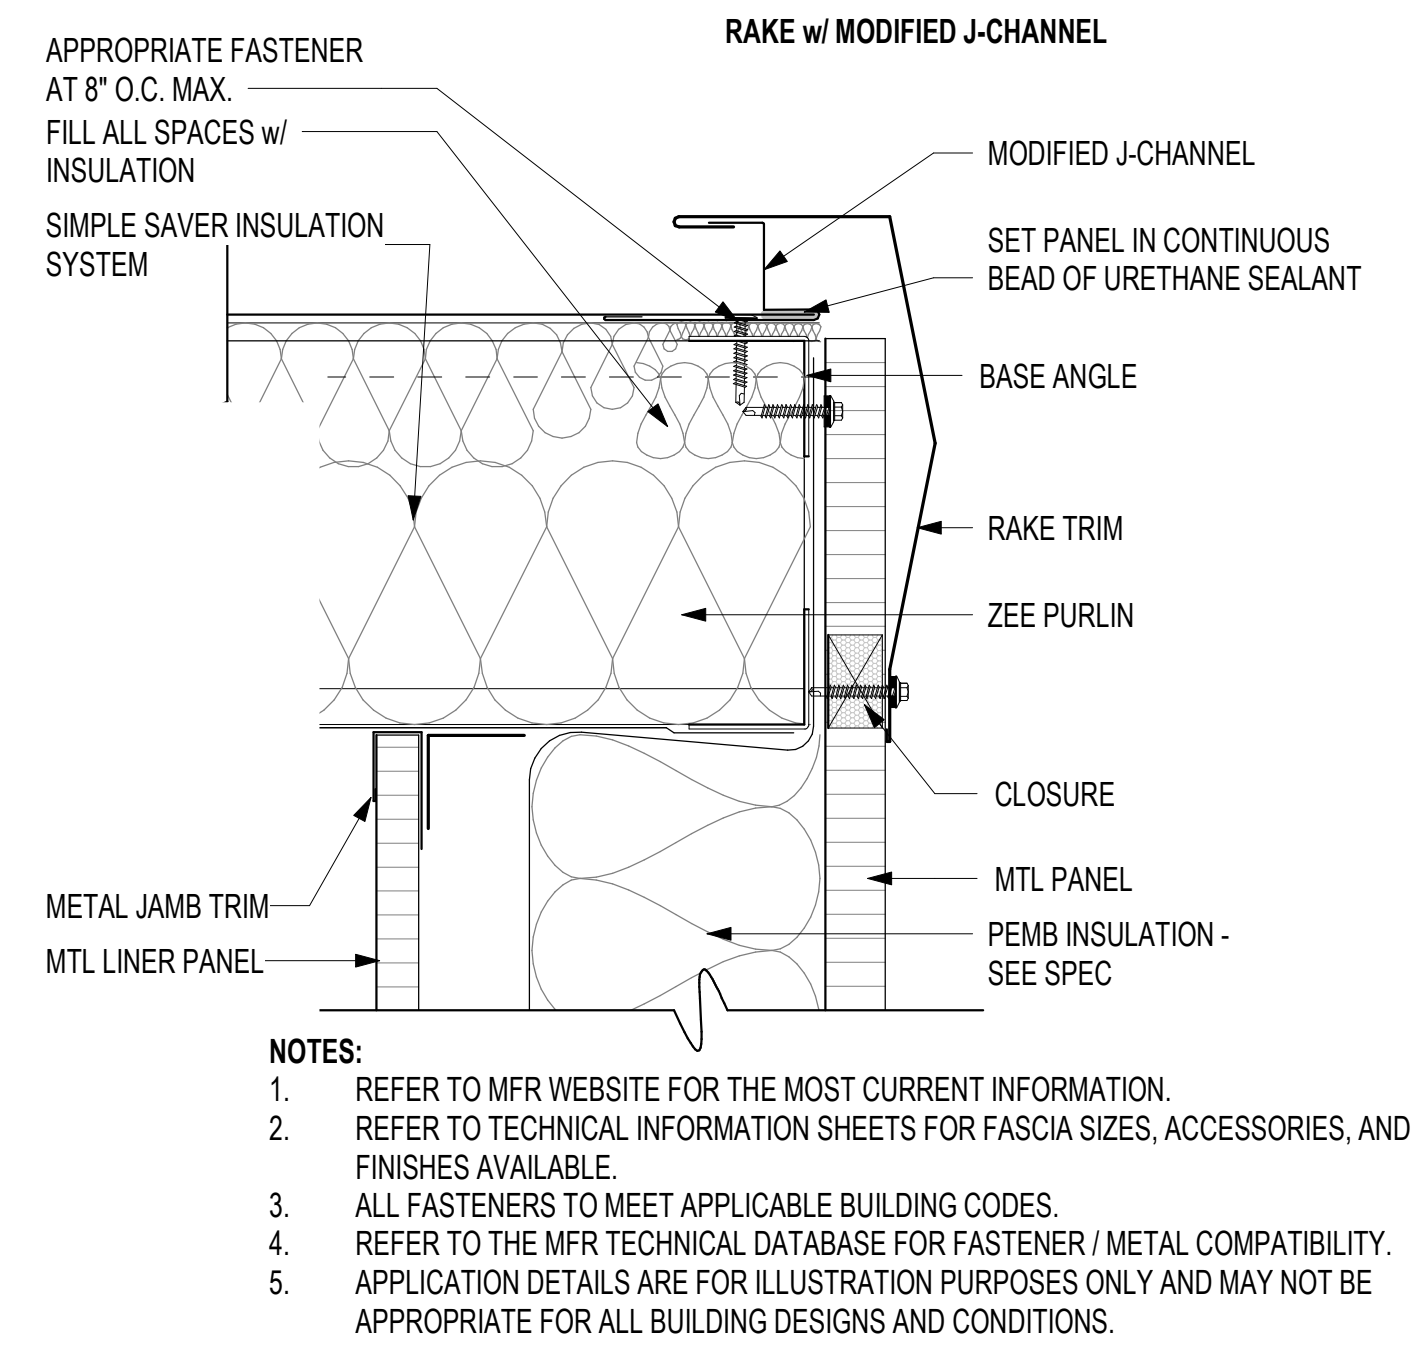 RAKE w/ MODIFIED J-CHANNEL
APPROPRIATE FASTENER
AT 8" O.C. MAX.
FILL ALL SPACES w/
INSULATION
SIMPLE SAVER INSULATION
SYSTEM
MODIFIED J-CHANNEL
SET PANEL IN CONTINUOUS
BEAD OF URETHANE SEALANT
BASE ANGLE
RAKE TRIM
ZEE PURLIN
CLOSURE
METAL JAMB TRIM
MTL LINER PANEL
MTL PANEL
PEMB INSULATION -
SEE SPEC
NOTES:
1. REFER TO MFR WEBSITE FOR THE MOST CURRENT INFORMATION.
2. REFER TO TECHNICAL INFORMATION SHEETS FOR FASCIA SIZES, ACCESSORIES, AND
FINISHES AVAILABLE.
3. ALL FASTENERS TO MEET APPLICABLE BUILDING CODES.
4. REFER TO THE MFR TECHNICAL DATABASE FOR FASTENER / METAL COMPATIBILITY.
5. APPLICATION DETAILS ARE FOR ILLUSTRATION PURPOSES ONLY AND MAY NOT BE
APPROPRIATE FOR ALL BUILDING DESIGNS AND CONDITIONS.